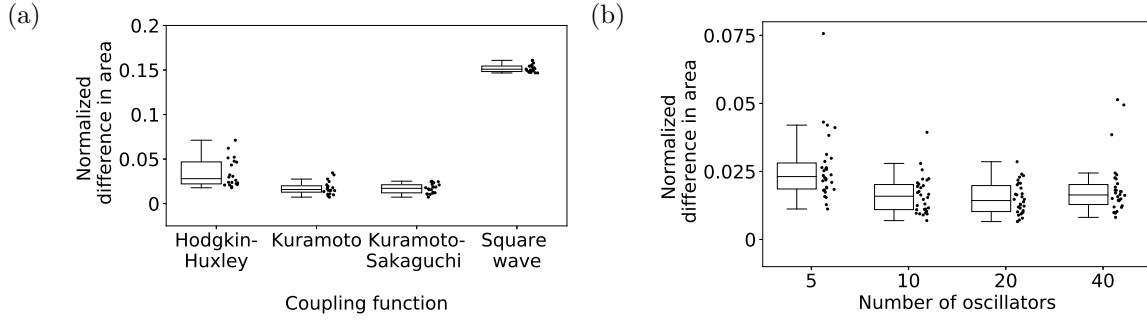 (a)
Normalized
difference in area
0.2
0.15
0.1
0.05
0
Hodgkin-
Huxley
Kuramoto
Kuramoto-
Sakaguchi
Square
wave
Coupling function
(b)
Normalized
difference in area
0.075
0.05
0.025
0
5
10
20
40
Number of oscillators